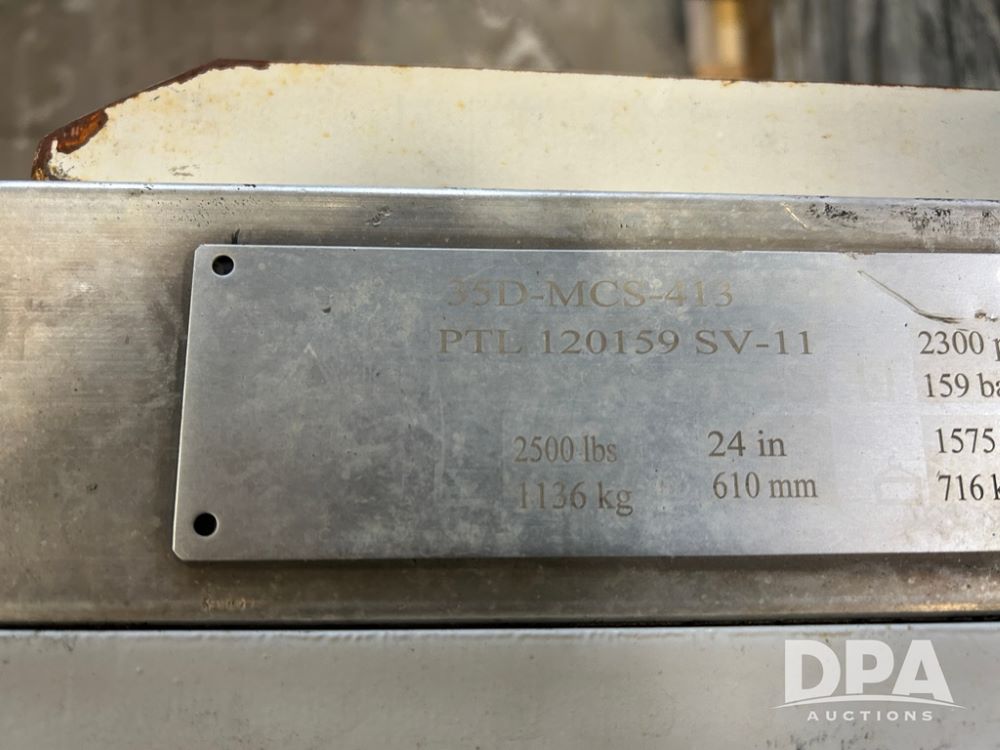 35D-MCS-413
PTL 120159 SV-11
2300
159
2500 lbs 24 in 1575
1136 kg 610 mm 716
DPA
AUCTIONS